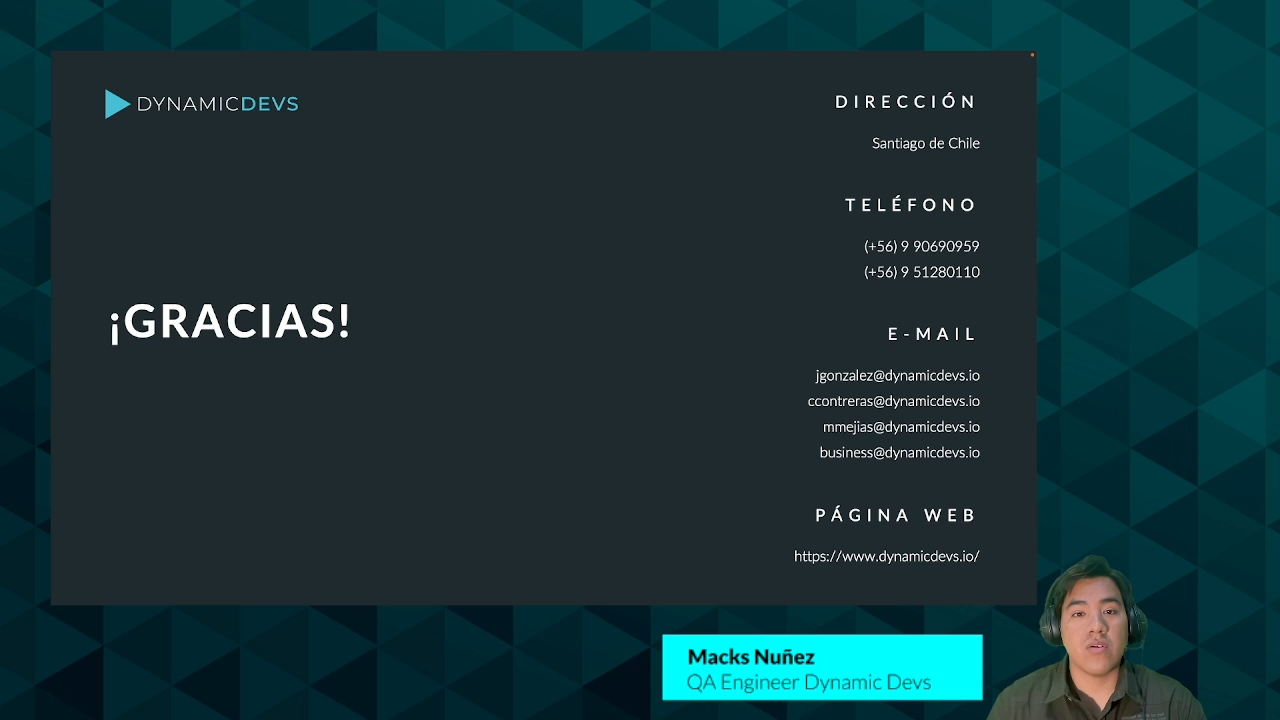 DYNAMICDEVS
¡GRACIAS!
DIRECCIÓN
Santiago de Chile
TELÉFONO
(+56) 9 90690959
(+56) 9 51280110
E-MAIL
jgonzalez@dynamicdevs.io
ccontreras@dynamicdevs.io
mmejias@dynamicdevs.io
business@dynamicdevs.io
PÁGINA WEB
https://www.dynamicdevs.io/
Macks Nuñez
QA Engineer Dynamic Devs